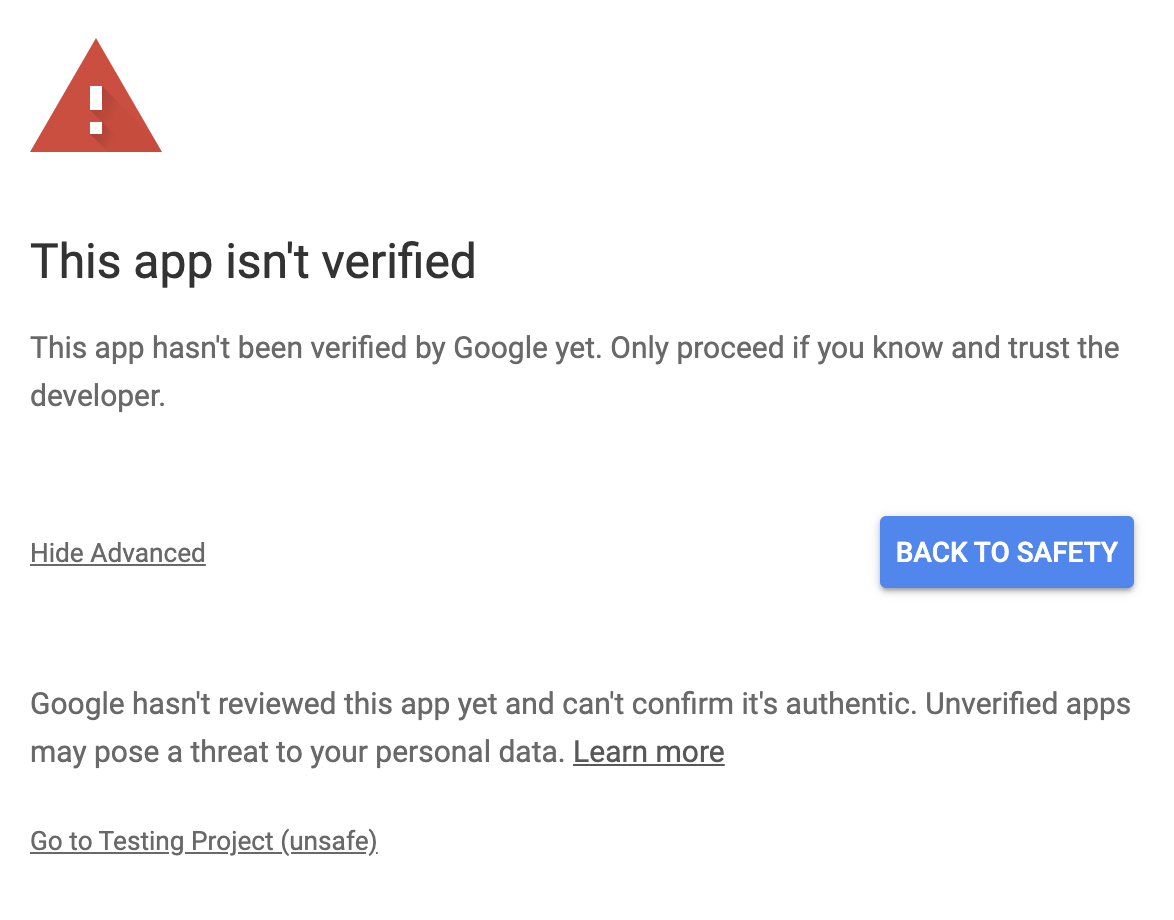 This app isn't verified
This app hasn't been verified by Google yet. Only proceed if you know and trust the
developer.
Hide Advanced
BACK TO SAFETY
Google hasn't reviewed this app yet and can't confirm it's authentic. Unverified apps
may pose a threat to your personal data. Learn more
Go to Testing Project (unsafe)